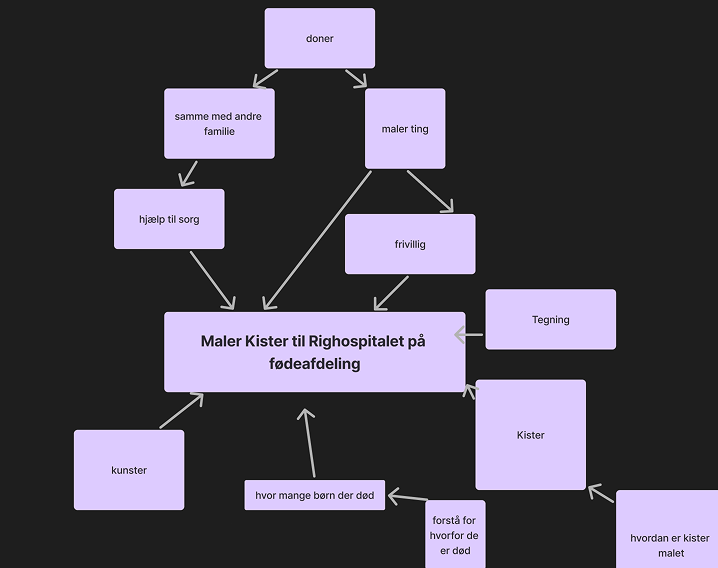 doner
samme med andre
familie
maler ting
hjælp til sorg
frivillig
Tegning
Maler Kister til Righospitalet på
fødeafdeling
Kister
kunster
hvor mange børn der død
forstå for
hvorfor de
er død
hvordan er kister
malet